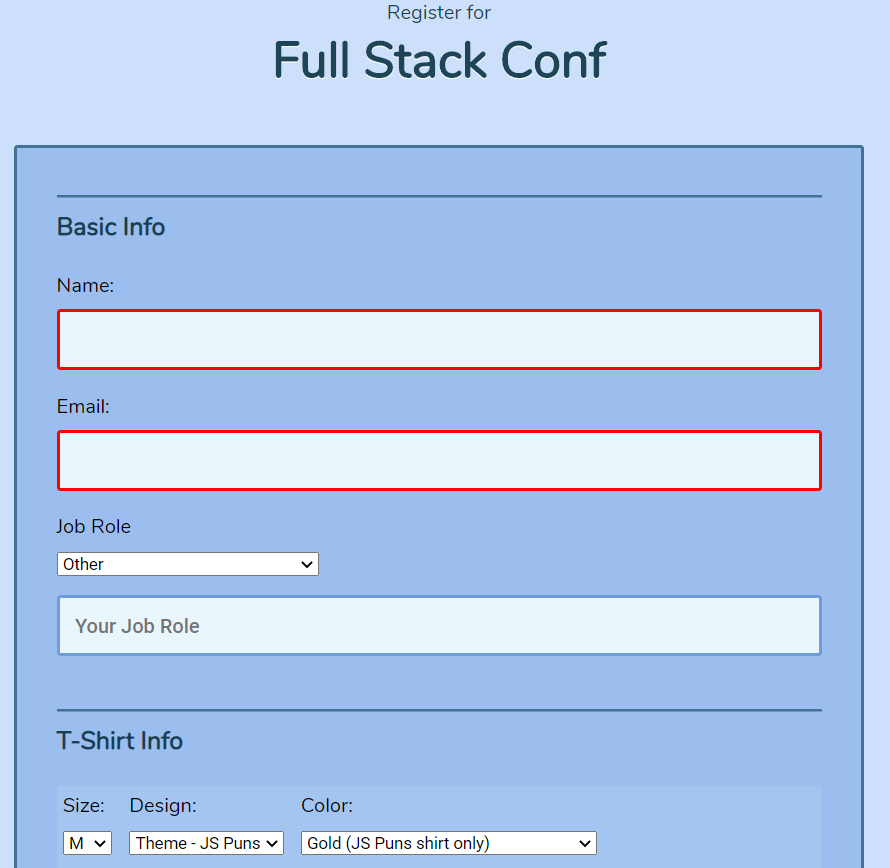 Register for
Full Stack Conf
Basic Info
Name:
Email:
Job Role
Other
Your Job Role
T-Shirt Info
Size: Design: Color:
M Theme - JS Puns Gold (JS Puns shirt only)